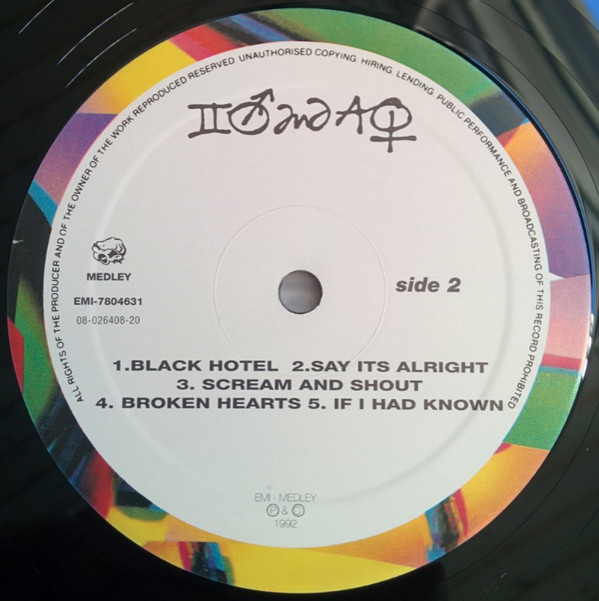 ALL RIGHTS OF THE PRODUCER AND OF THE OWNER OF THE WORK REPRODUCED RESERVED. UNAUTHORISED COPYING, HIRING, LENDING, PUBLIC PERFORMANCE AND BROADCASTING OF THIS RECORD PROHIBITED
MEDLEY
EMI-7804631
08-026408-20
side 2
1.BLACK HOTEL 2.SAY ITS ALRIGHT
3. SCREAM AND SHOUT
4. BROKEN HEARTS 5. IF I HAD KNOWN
EMI - MEDLEY
Ⓟ & ©
1992